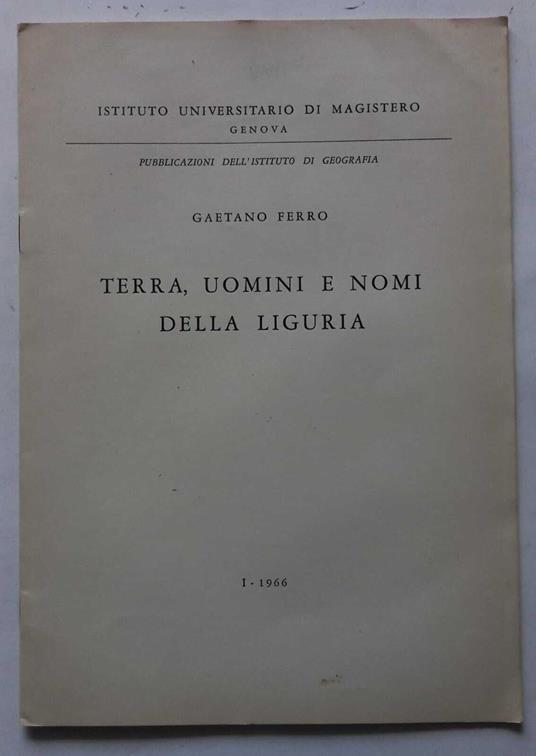 ISTITUTO UNIVERSITARIO DI MAGISTERO
GENOVA
PUBBLICAZIONI DELL'ISTITUTO DI GEOGRAFIA
GAETANO FERRO
TERRA, UOMINI E NOMI
DELLA LIGURIA
I - 1966